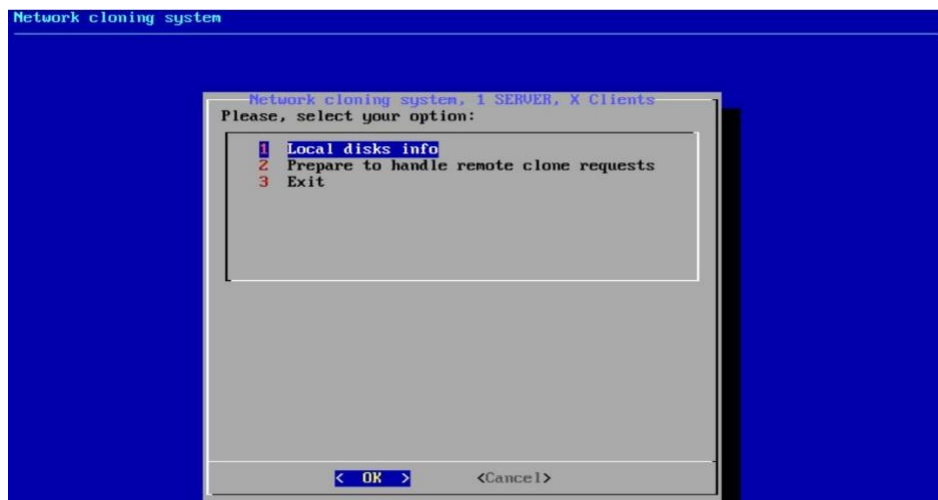 Network cloning system
Network cloning system, 1 SERVER, X Clients
Please, select your option:
1 Local disks info
2 Prepare to handle remote clone requests
3 Exit
< OK > <Cancel>